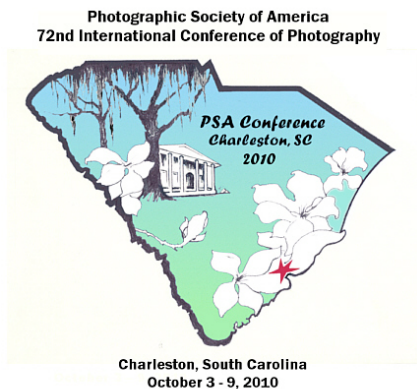 Photographic Society of America
72nd International Conference of Photography
PSA Conference
Charleston, SC
2010
Charleston, South Carolina
October 3 - 9, 2010